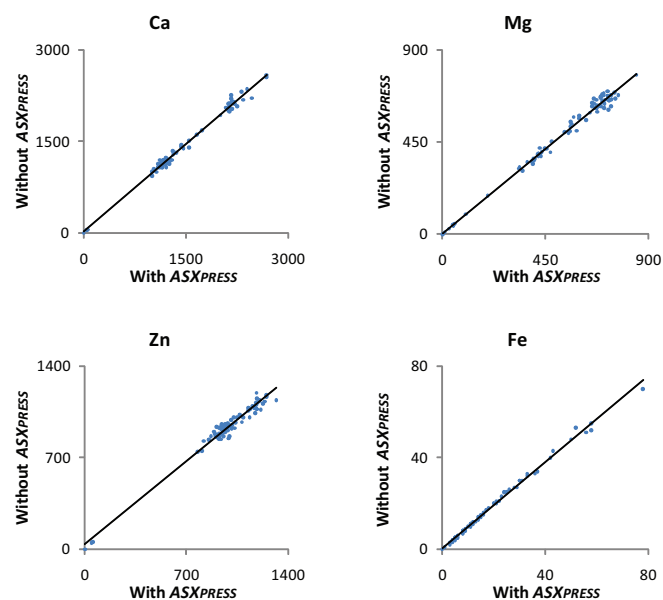 Ca
3000
1500
0
0
1500
3000
Without ASXPRESS
With ASXPRESS
Mg
900
450
0
0
450
900
Without ASXPRESS
With ASXPRESS
Zn
1400
700
0
0
700
1400
Without ASXPRESS
With ASXPRESS
Fe
80
40
0
0
40
80
Without ASXPRESS
With ASXPRESS